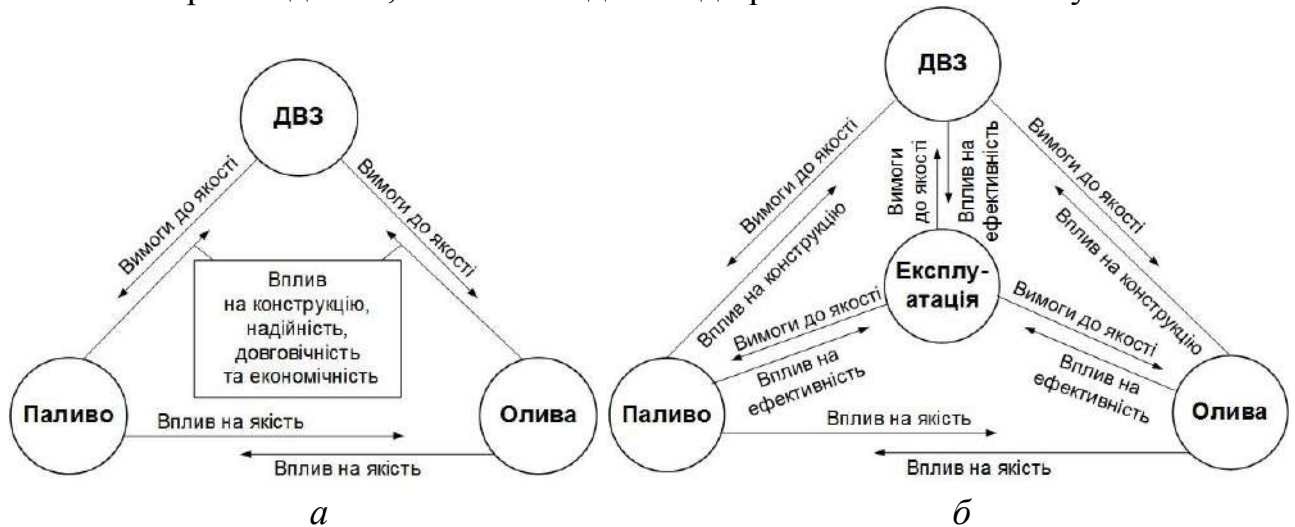 ДВЗ
Вимоги до якості
Вимоги до якості
Вплив
на конструкцію,
надійність,
довговічність
та економічність
Паливо
Олива
Вплив на якість
Вплив на якість
а
ДВЗ
Вимоги до якості
Вплив на конструкцію
Вимоги
до якості
Вплив на
ефективність
Вимоги до якості
Вплив на конструкцію
Експлу-
атація
Вимоги до якості
Вплив на
ефективність
Вимоги до якості
Вплив на
ефективність
Паливо
Олива
Вплив на якість
Вплив на якість
б